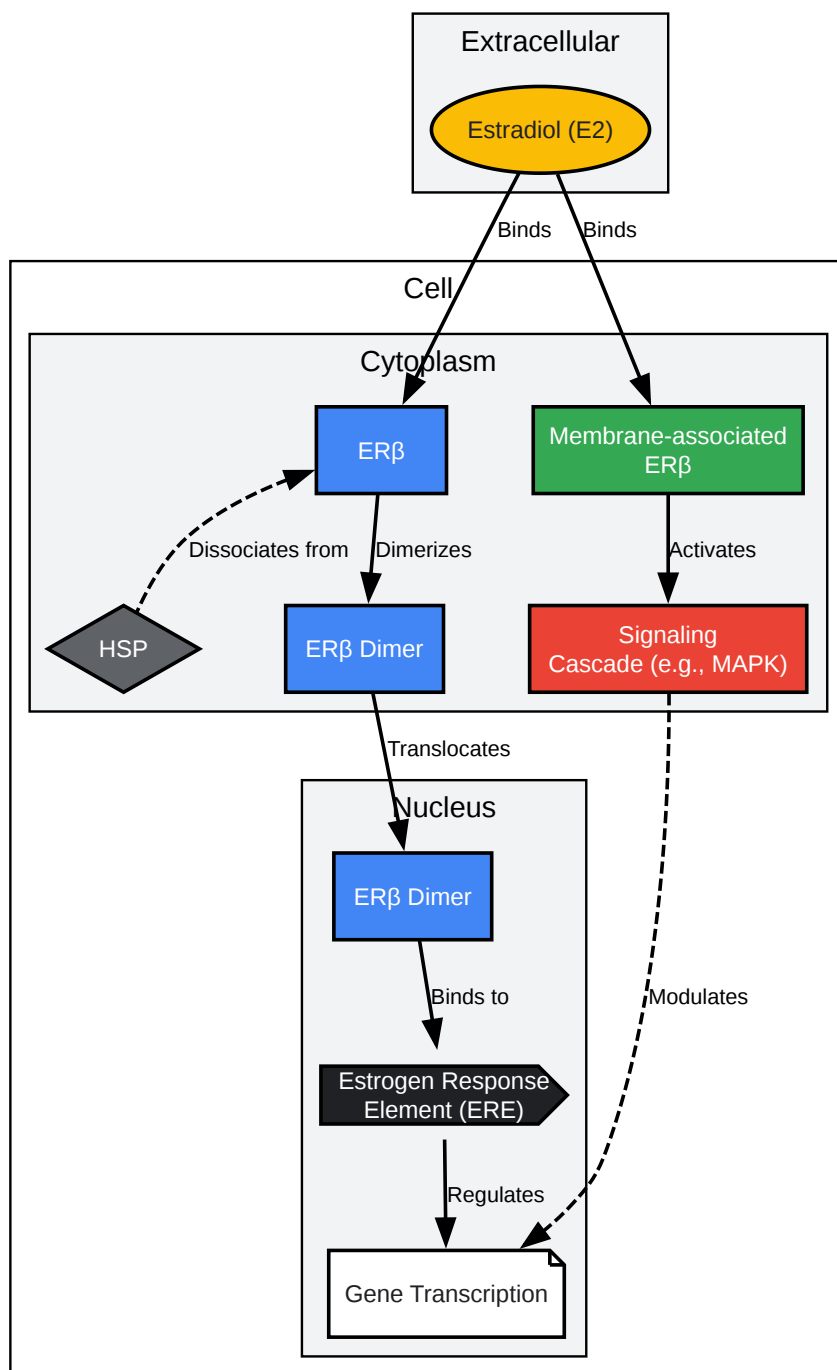 Extracellular
Estradiol (E2)
Binds
Binds
Cell
Cytoplasm
ERβ
Membrane-associated
ERβ
Dissociates from
Dimerizes
Activates
HSP
ERβ Dimer
Signaling
Cascade (e.g., MAPK)
Translocates
Nucleus
ERβ Dimer
Binds to
Modulates
Estrogen Response
Element (ERE)
Regulates
Gene Transcription